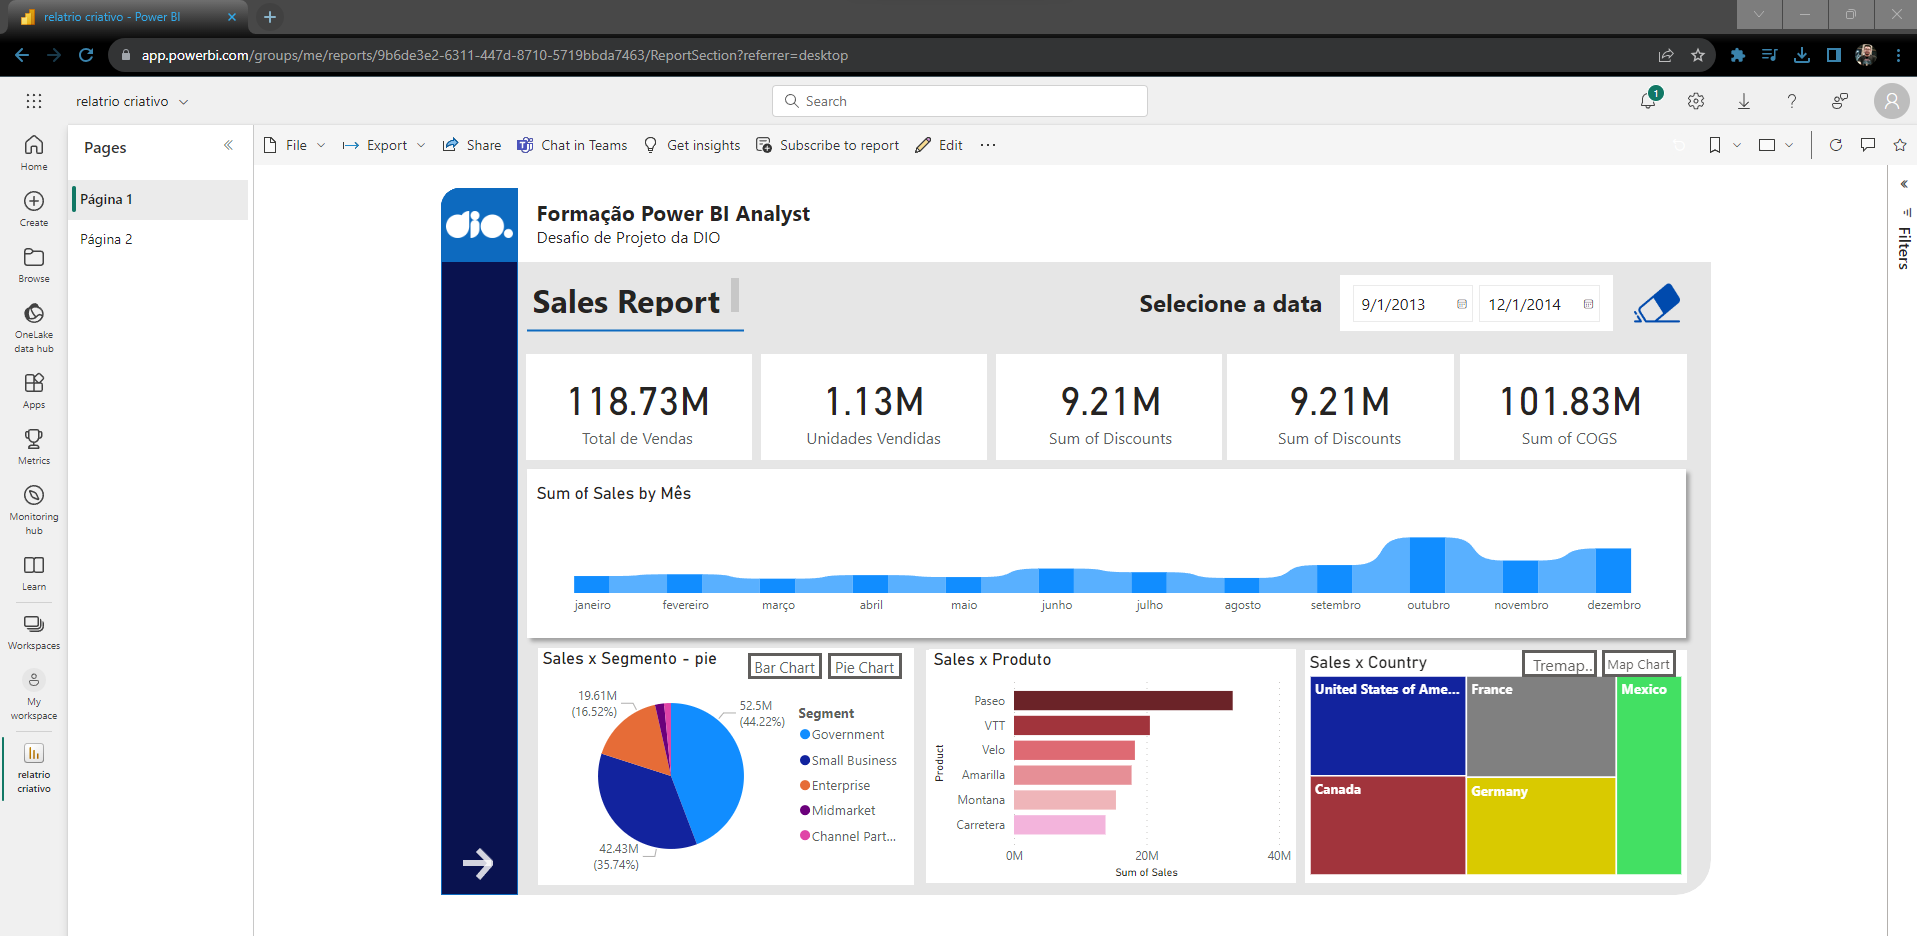 relatrio criativo - Power BI
app.powerbi.com/groups/me/reports/9b6de3e2-6311-447d-8710-5719bbda7463/ReportSection?referrer=desktop
relatrio criativo
Search
1
Home
Create
Browse
OneLake
data hub
Apps
Metrics
Monitoring
hub
Learn
Workspaces
My
workspace
relatrio
criativo
Pages
Página 1
Página 2
File
Export
Share
Chat in Teams
Get insights
Subscribe to report
Edit
Filters
dio.
Formação Power BI Analyst
Desafio de Projeto da DIO
Sales Report
Selecione a data
9/1/2013
12/1/2014
118.73M
Total de Vendas
1.13M
Unidades Vendidas
9.21M
Sum of Discounts
9.21M
Sum of Discounts
101.83M
Sum of COGS
Sum of Sales by Mês
janeiro
fevereiro
março
abril
maio
junho
julho
agosto
setembro
outubro
novembro
dezembro
Sales x Segmento - pie
Bar Chart
Pie Chart
19.61M
(16.52%)
52.5M
(44.22%)
42.43M
(35.74%)
Segment
Government
Small Business
Enterprise
Midmarket
Channel Part...
Sales x Produto
Product
Paseo
VTT
Velo
Amarilla
Montana
Carretera
0M
20M
40M
Sum of Sales
Sales x Country
Tremap..
Map Chart
United States of Ame...
France
Mexico
Canada
Germany